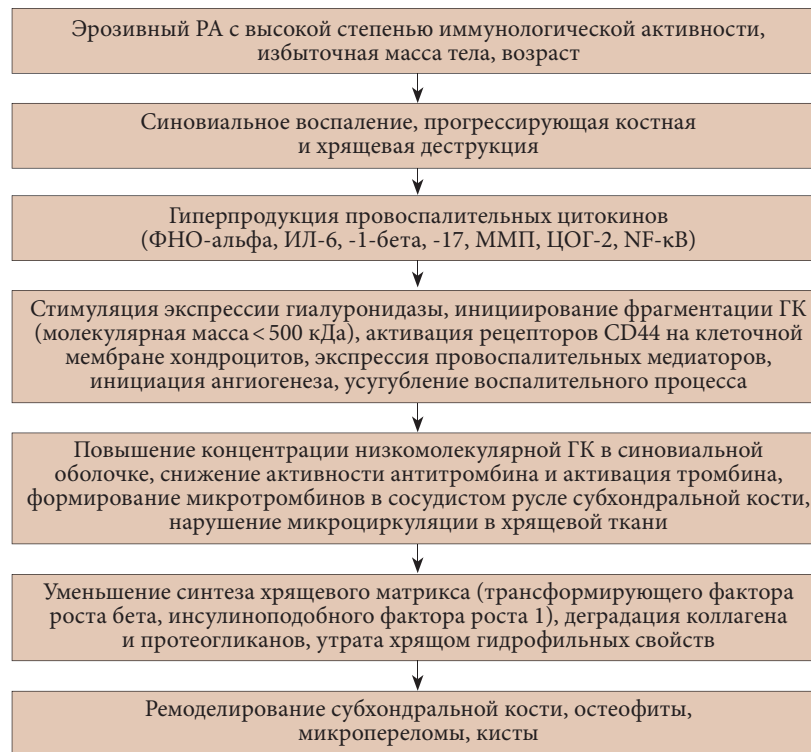 Эрозивный РА с высокой степенью иммунологической активности,
избыточная масса тела, возраст
Синовиальное воспаление, прогрессирующая костная
и хрящевая деструкция
Гиперпродукция провоспалительных цитокинов
(ФНО-альфа, ИЛ-6, -1-бета, -17, ММП, ЦОГ-2, NF-κB)
Стимуляция экспрессии гиалуронидазы, инициирование фрагментации ГК
(молекулярная масса < 500 кДа), активация рецепторов CD44 на клеточной
мембране хондроцитов, экспрессия провоспалительных медиаторов,
инициация ангиогенеза, усугубление воспалительного процесса
Повышение концентрации низкомолекулярной ГК в синовиальной
оболочке, снижение активности антитромбина и активация тромбина,
формирование микротромбинов в сосудистом русле субхондральной кости,
нарушение микроциркуляции в хрящевой ткани
Уменьшение синтеза хрящевого матрикса (трансформирующего фактора
роста бета, инсулиноподобного фактора роста 1), деградация коллагена
и протеогликанов, утрата хрящом гидрофильных свойств
Ремоделирование субхондральной кости, остеофиты,
микропереломы, кисты